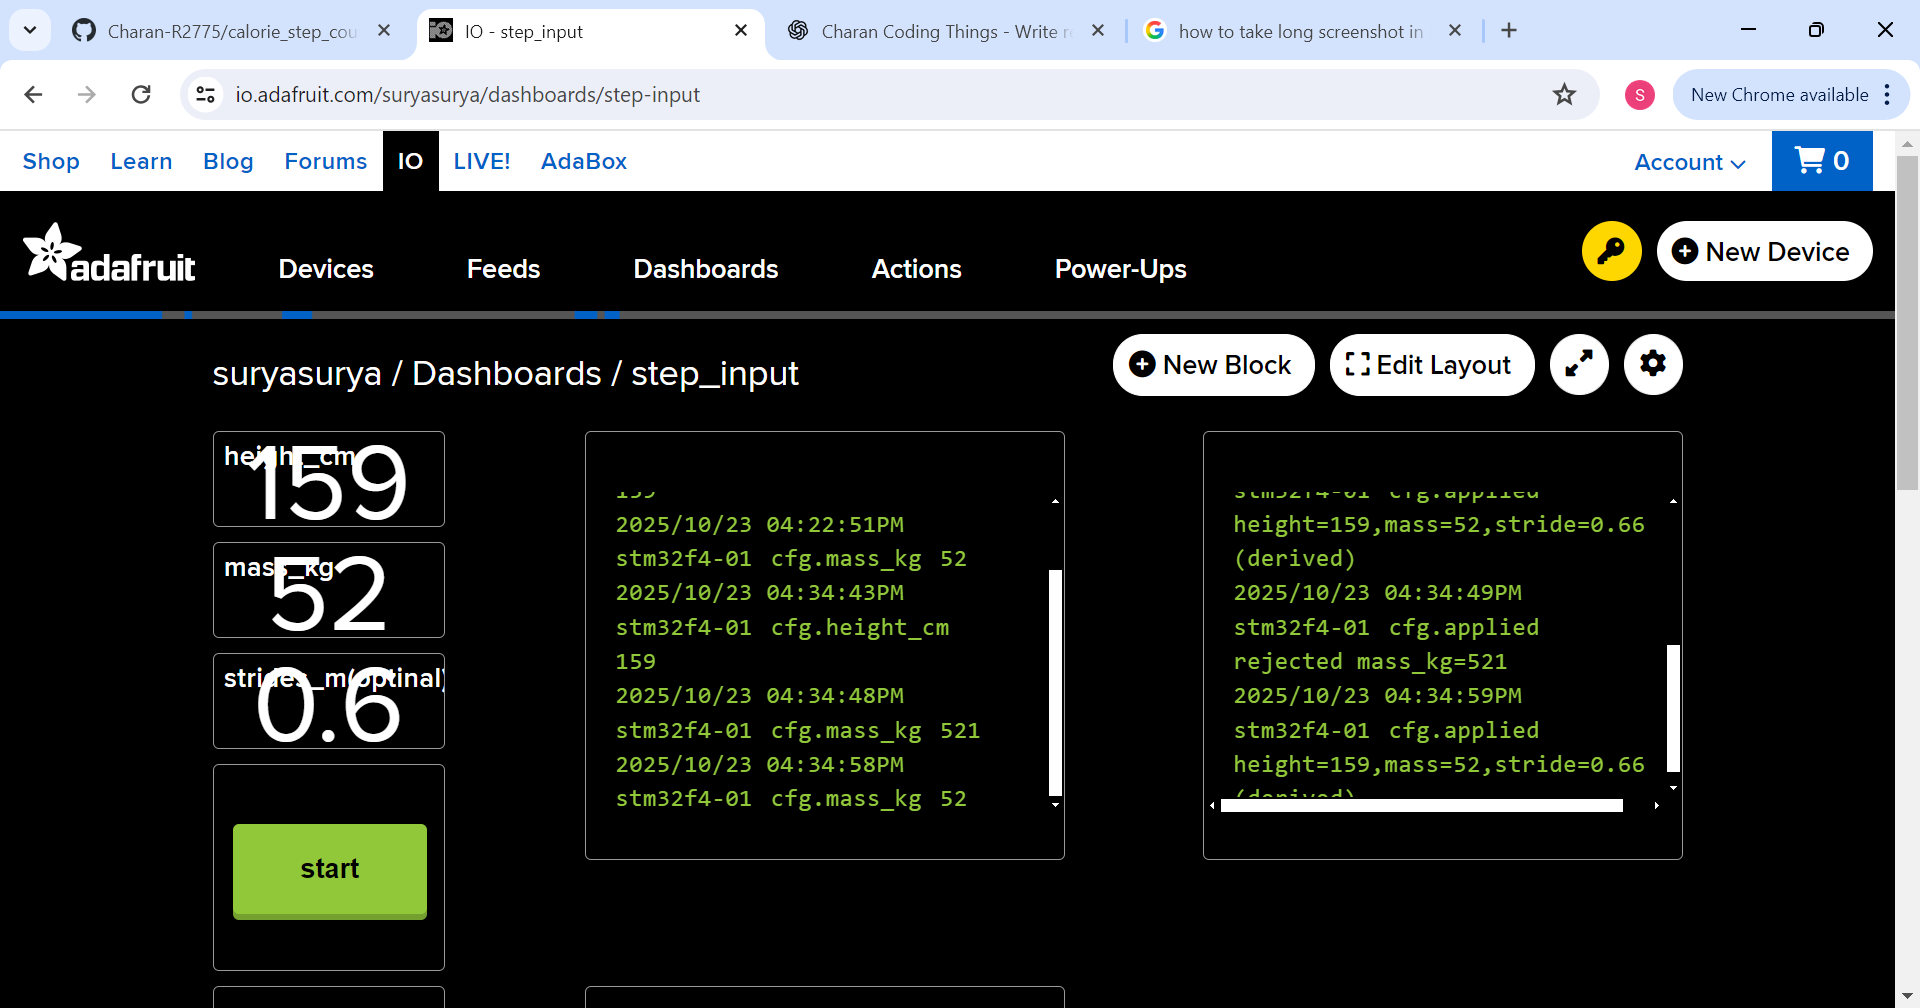 Charan-R2775/calorie_step_cou
IO - step_input
Charan Coding Things - Write r
how to take long screenshot in
io.adafruit.com/suryasurya/dashboards/step-input
S
New Chrome available
Shop Learn Blog Forums IO LIVE! AdaBox
Account
0
adafruit
Devices Feeds Dashboards Actions Power-Ups
New Device
suryasurya / Dashboards / step_input
New Block
Edit Layout
height_cm
159
mass_kg
52
strides_m(optinal)
0.6
start
159
2025/10/23 04:22:51PM
stm32f4-01 cfg.mass_kg 52
2025/10/23 04:34:43PM
stm32f4-01 cfg.height_cm
159
2025/10/23 04:34:48PM
stm32f4-01 cfg.mass_kg 521
2025/10/23 04:34:58PM
stm32f4-01 cfg.mass_kg 52
stm32f4-01 cfg.applied
height=159,mass=52,stride=0.66
(derived)
2025/10/23 04:34:49PM
stm32f4-01 cfg.applied
rejected mass_kg=521
2025/10/23 04:34:59PM
stm32f4-01 cfg.applied
height=159,mass=52,stride=0.66
(derived)